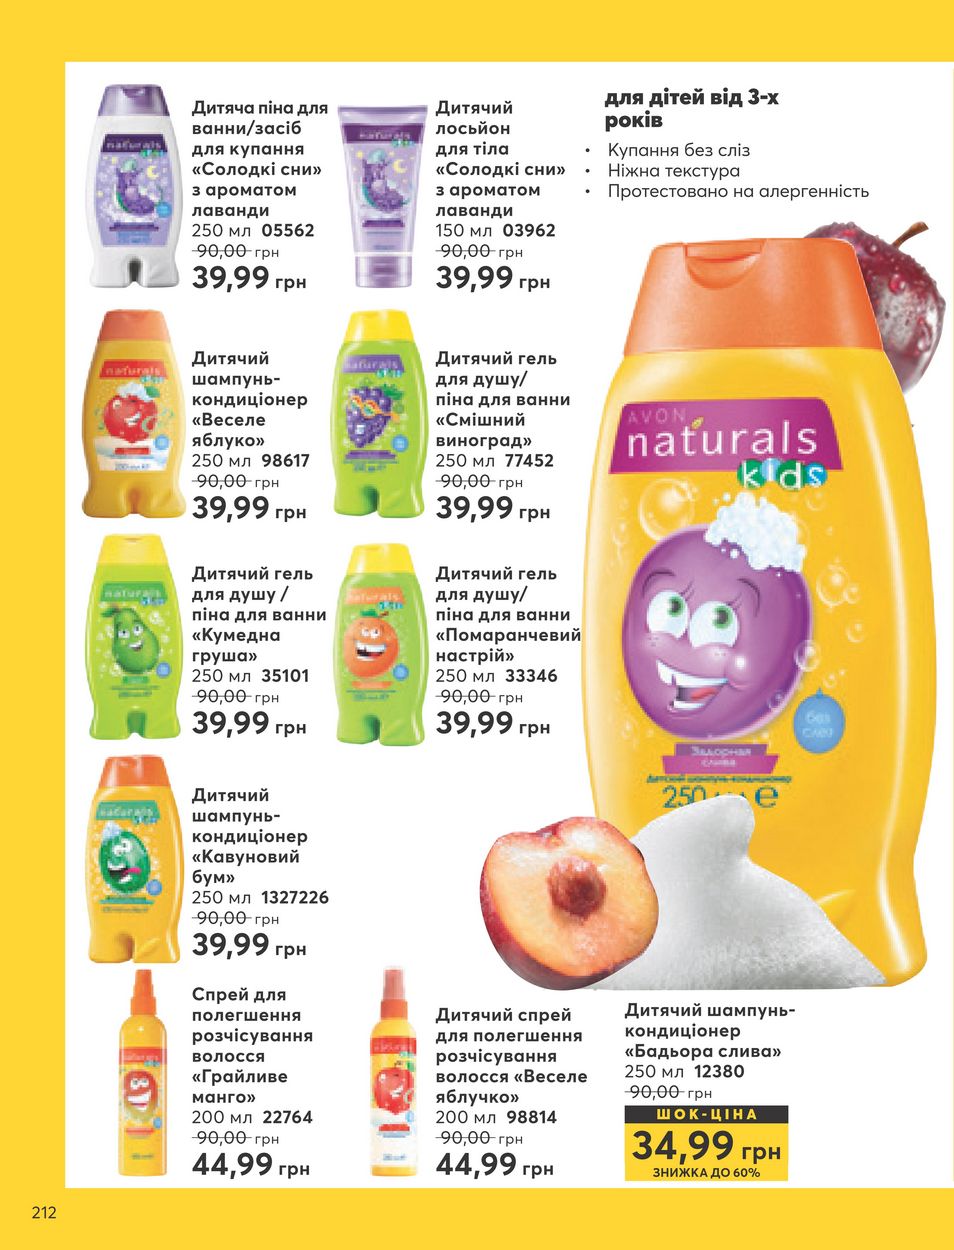 Дитяча піна для
ванни/засіб
для купання
«Солодкі сни»
з ароматом
лаванди
250 мл 05562
90,00 грн
39,99 грн
Дитячий
лосьйон
для тіла
«Солодкі сни»
з ароматом
лаванди
150 мл 03962
90,00 грн
39,99 грн
для дітей від 3-х
років
• Купання без сліз
• Ніжна текстура
• Протестовано на алергенність
Дитячий
шампунь-
кондиціонер
«Веселе
яблуко»
250 мл 98617
90,00 грн
39,99 грн
Дитячий гель
для душу/
піна для ванни
«Смішний
виноград»
250 мл 77452
90,00 грн
39,99 грн
AVON
naturals
kids
без
слез
Задорная
слива
Детский шампунь-кондиционер
250 мл e
Дитячий гель
для душу /
піна для ванни
«Кумедна
груша»
250 мл 35101
90,00 грн
39,99 грн
Дитячий гель
для душу/
піна для ванни
«Помаранчевий
настрій»
250 мл 33346
90,00 грн
39,99 грн
Дитячий
шампунь-
кондиціонер
«Кавуновий
бум»
250 мл 1327226
90,00 грн
39,99 грн
Спрей для
полегшення
розчісування
волосся
«Грайливе
манго»
200 мл 22764
90,00 грн
44,99 грн
Дитячий спрей
для полегшення
розчісування
волосся «Веселе
яблучко»
200 мл 98814
90,00 грн
44,99 грн
Дитячий шампунь-
кондиціонер
«Бадьора слива»
250 мл 12380
90,00 грн
ШОК-ЦІНА
34,99 грн
ЗНИЖКА ДО 60%
naturals
naturals
naturals
naturals
naturals
naturals
naturals
naturals
naturals
212